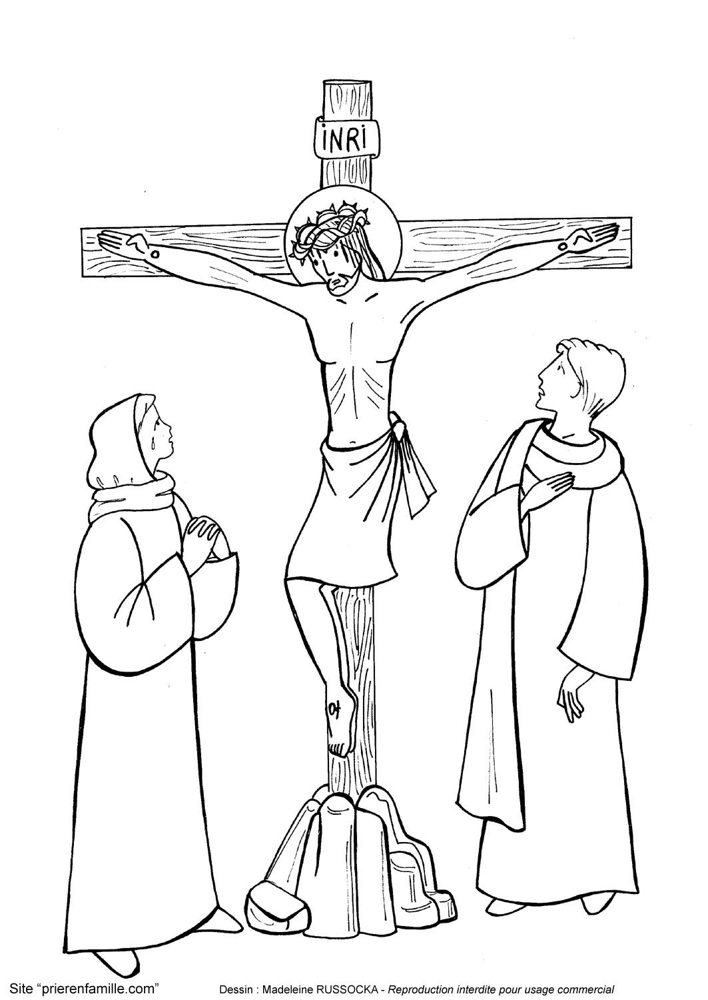 iNRi
Site “prierenfamille.com”
Dessin : Madeleine RUSSOCKA - Reproduction interdite pour usage commercial